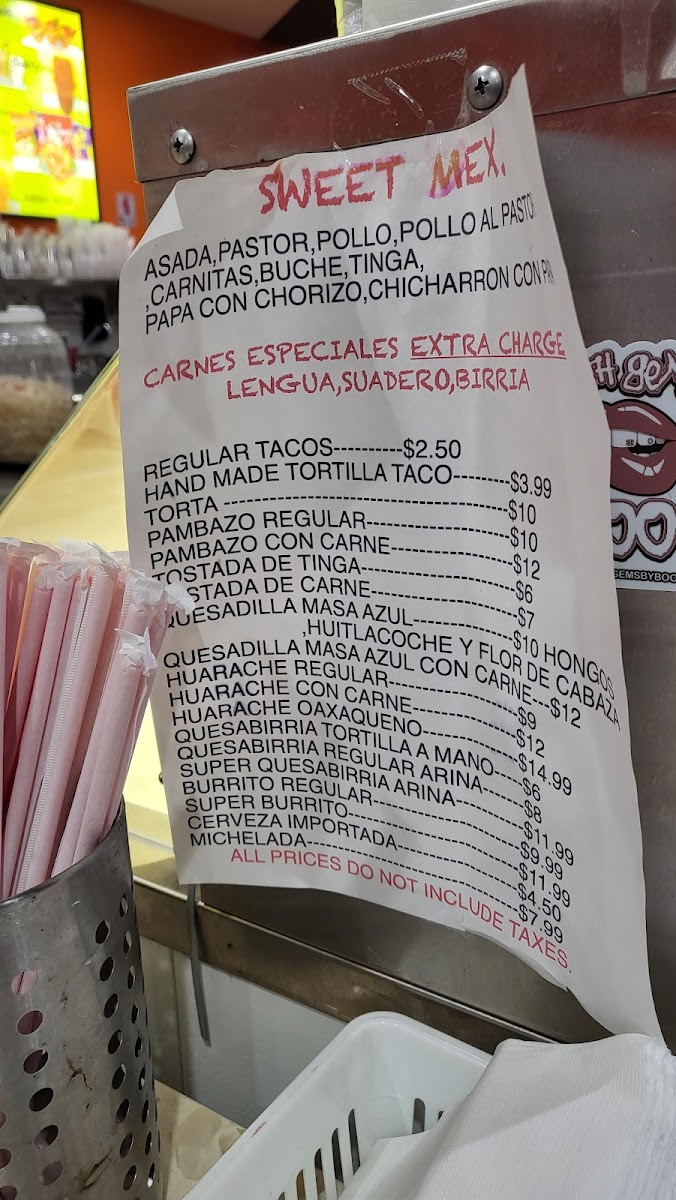 SWEET MEX.
ASADA,PASTOR,POLLO,POLLO AL PASTO
,CARNITAS,BUCHE,TINGA,
PAPA CON CHORIZO,CHICHARRON CON
CARNES ESPECIALES EXTRA CHARGE
LENGUA,SUADERO,BIRRIA
REGULAR TACOS----------$2.50
HAND MADE TORTILLA TACO--------$3.99
TORTA ----------------------------------------$10
PAMBAZO REGULAR--------------------$10
PAMBAZO CON CARNE----------------$12
TOSTADA DE TINGA---------------------$6
STADA DE CARNE-------------------$7
QUESADILLA MASA AZUL--------------$10 HONGOS
,HUITLACOCHE Y FLOR DE CABAZA
QUESADILLA MASA AZUL CON CARNE---$12
HUARACHE REGULAR------------------$9
HUARACHE CON CARNE---------------$12
HUARACHE OAXAQUENO-------------$14.99
QUESABIRRIA TORTILLA A MANO-----$6
QUESABIRRIA REGULAR ARINA-------$8
SUPER QUESABIRRIA ARINA----------$11.99
BURRITO REGULAR---------------------$9.99
SUPER BURRITO------------------------$11.99
CERVEZA IMPORTADA-----------------$4.50
MICHELADA------------------------------$7.99
ALL PRICES DO NOT INCLUDE TAXES.
SEMSBYBOO